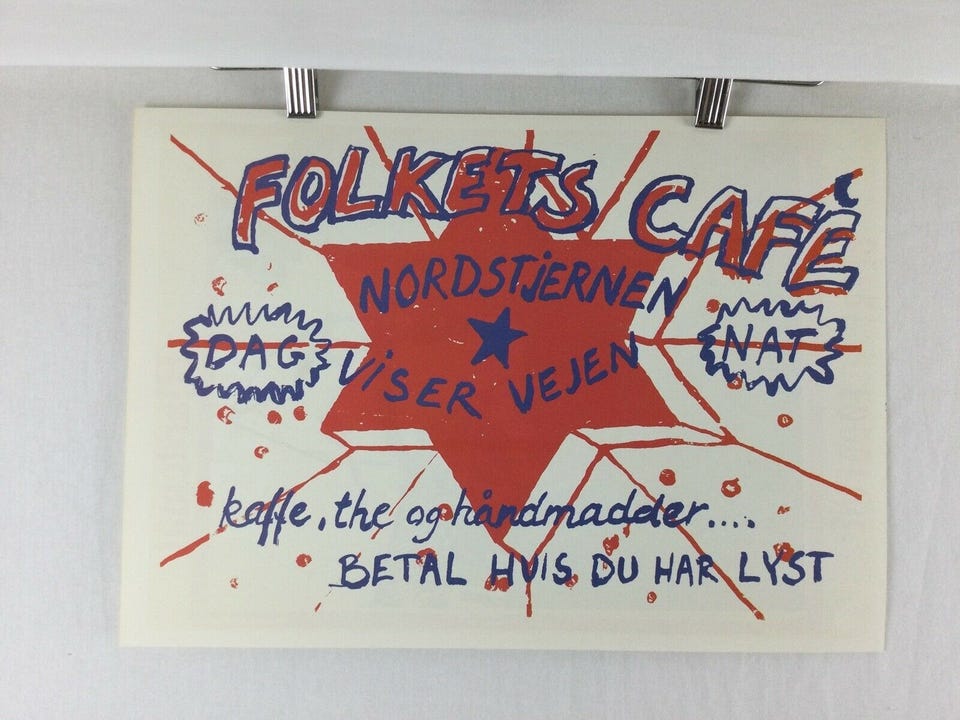 FOLKETS CAFÉ
NORDSTJERNEN
DAG
NAT
VISER VEJEN
kaffe, the og håndmadder....
BETAL HVIS DU HAR LYST